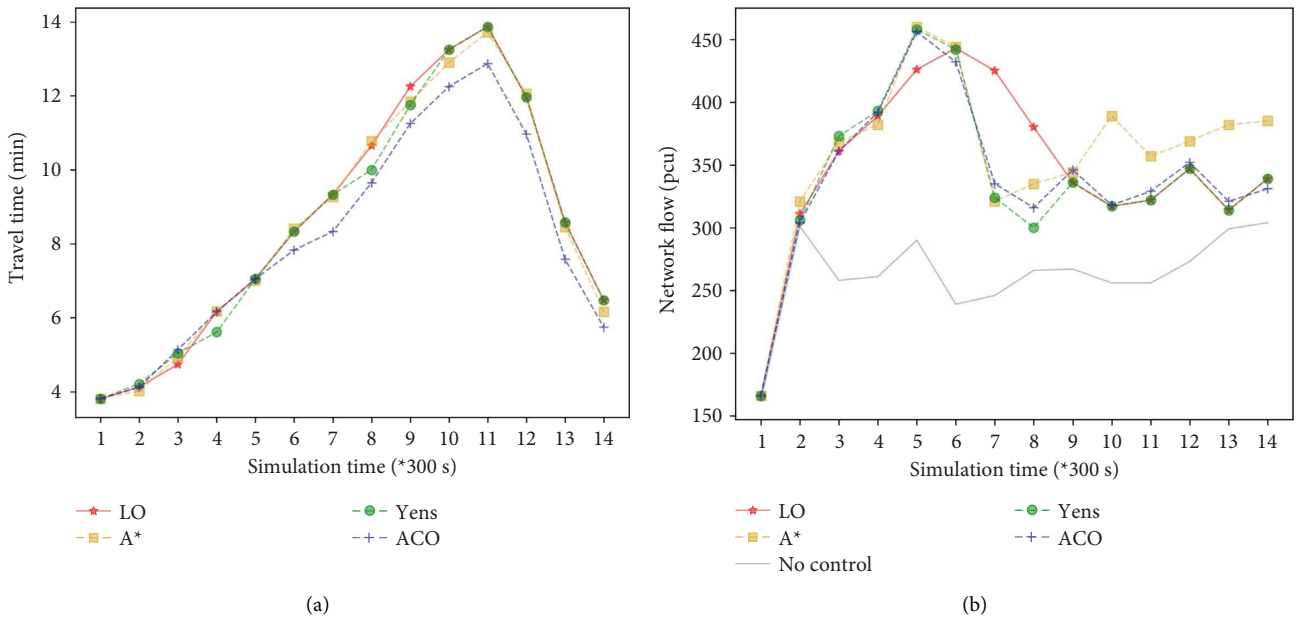 14
12
10
8
6
4
Travel time (min)
1 2 3 4 5 6 7 8 9 10 11 12 13 14
Simulation time (*300 s)
LO
Yens
A*
ACO
(a)
450
400
350
300
250
200
150
Network flow (pcu)
1 2 3 4 5 6 7 8 9 10 11 12 13 14
Simulation time (*300 s)
LO
Yens
A*
ACO
No control
(b)